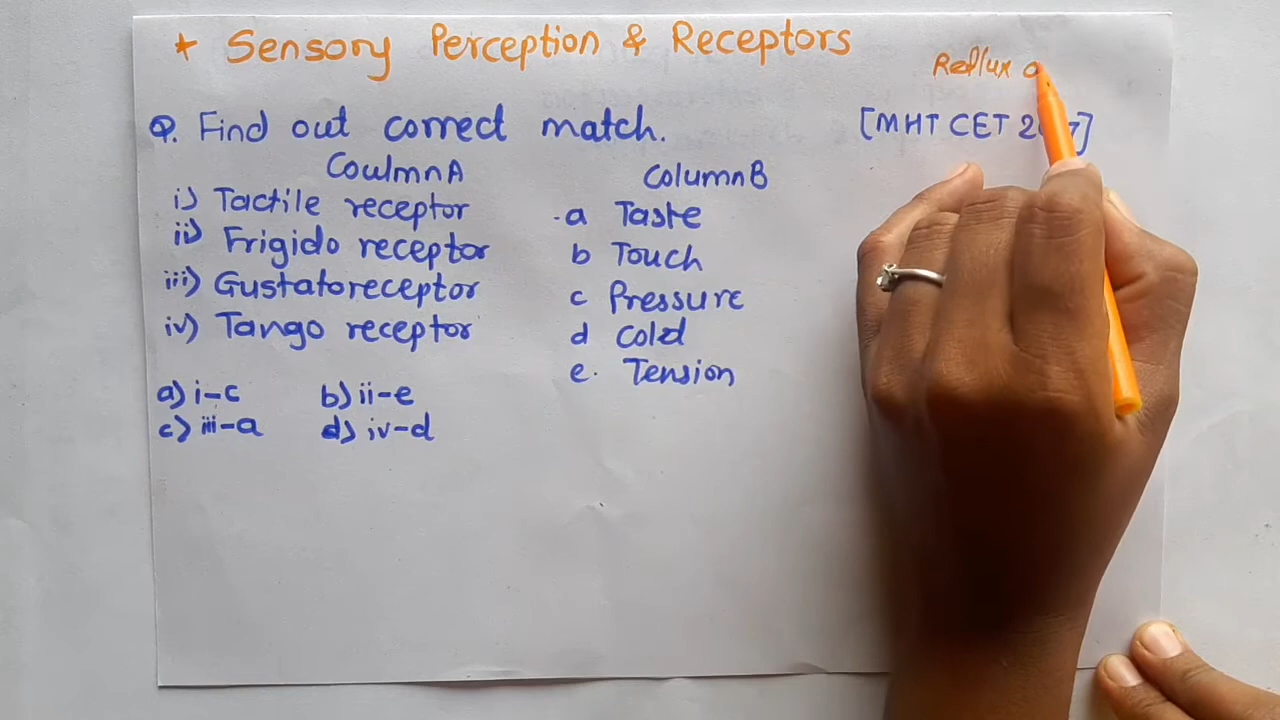 * Sensory Perception & Receptors
Reflux
Q. Find out correct match. [MHT CET
Coulmn A Column B
i) Tactile receptor a Taste
ii) Frigido receptor b Touch
iii) Gustatoreceptor c Pressure
iv) Tango receptor d Cold
e. Tension
a) i-c b) ii-e
c) iii-a d) iv-d